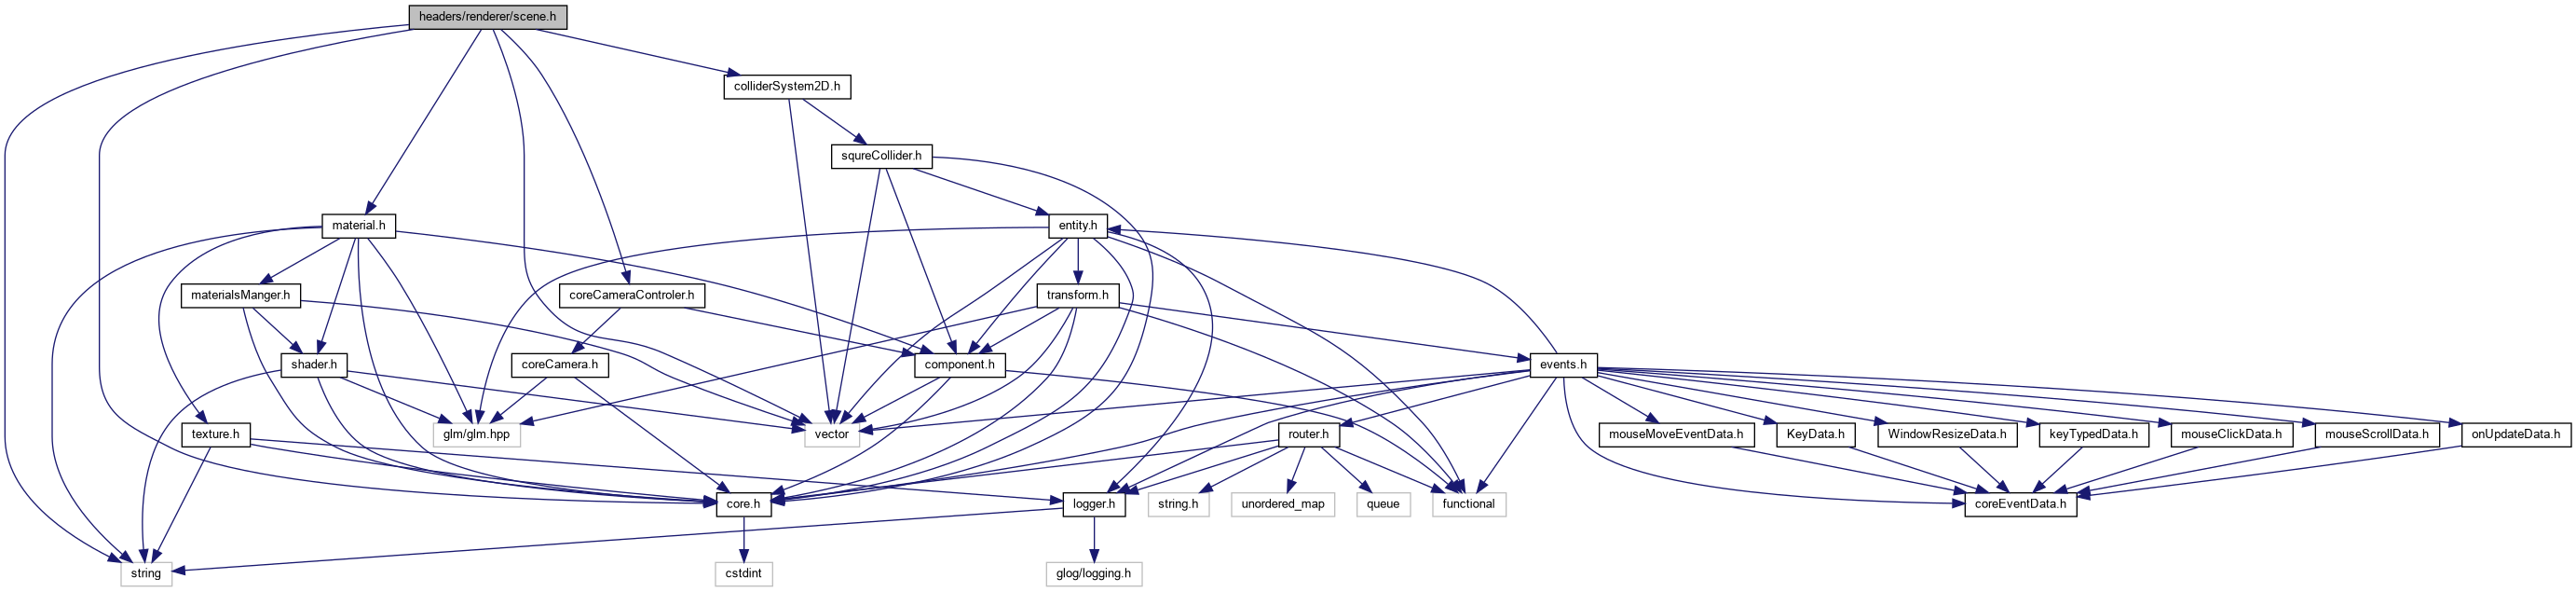 headers/renderer/scene.h
colliderSystem2D.h
squreCollider.h
material.h
entity.h
materialsManger.h
coreCameraControler.h
transform.h
shader.h
coreCamera.h
component.h
events.h
texture.h
glm/glm.hpp
vector
router.h
mouseMoveEventData.h
KeyData.h
WindowResizeData.h
keyTypedData.h
mouseClickData.h
mouseScrollData.h
onUpdateData.h
core.h
logger.h
string.h
unordered_map
queue
functional
coreEventData.h
string
cstdint
glog/logging.h